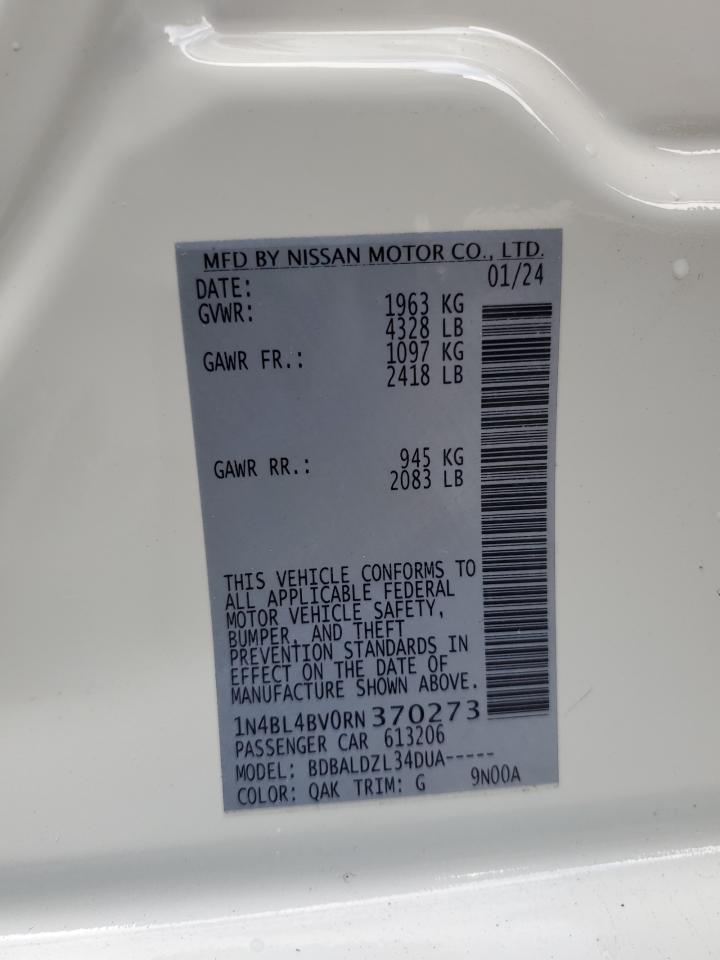 MFD BY NISSAN MOTOR CO., LTD.
DATE: 01/24
GVWR: 1963 KG
4328 LB
GAWR FR.: 1097 KG
2418 LB
GAWR RR.: 945 KG
2083 LB
THIS VEHICLE CONFORMS TO
ALL APPLICABLE FEDERAL
MOTOR VEHICLE SAFETY,
BUMPER, AND THEFT
PREVENTION STANDARDS IN
EFFECT ON THE DATE OF
MANUFACTURE SHOWN ABOVE.
1N4BL4BV0RN370273
PASSENGER CAR 613206
MODEL: BDBALDZL34DUA-----
COLOR: QAK TRIM: G 9N00A